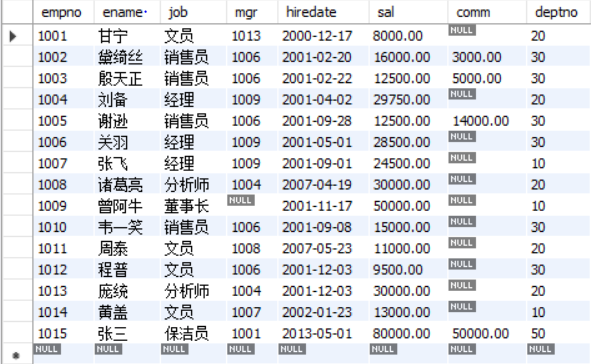 empno ename job mgr hiredate sal comm deptno
1001 甘宁 文员 1013 2000-12-17 8000.00 NULL 20
1002 黛绮丝 销售员 1006 2001-02-20 16000.00 3000.00 30
1003 殷天正 销售员 1006 2001-02-22 12500.00 5000.00 30
1004 刘备 经理 1009 2001-04-02 29750.00 NULL 20
1005 谢逊 销售员 1006 2001-09-28 12500.00 14000.00 30
1006 关羽 经理 1009 2001-05-01 28500.00 NULL 30
1007 张飞 经理 1009 2001-09-01 24500.00 NULL 10
1008 诸葛亮 分析师 1004 2007-04-19 30000.00 NULL 20
1009 曾阿牛 董事长 NULL 2001-11-17 50000.00 NULL 10
1010 韦一笑 销售员 1006 2001-09-08 15000.00 NULL 30
1011 周泰 文员 1008 2007-05-23 11000.00 NULL 20
1012 程普 文员 1006 2001-12-03 9500.00 NULL 30
1013 庞统 分析师 1004 2001-12-03 30000.00 NULL 20
1014 黄盖 文员 1007 2002-01-23 13000.00 NULL 10
1015 张三 保洁员 1001 2013-05-01 80000.00 50000.00 50
NULL NULL NULL NULL NULL NULL NULL NULL